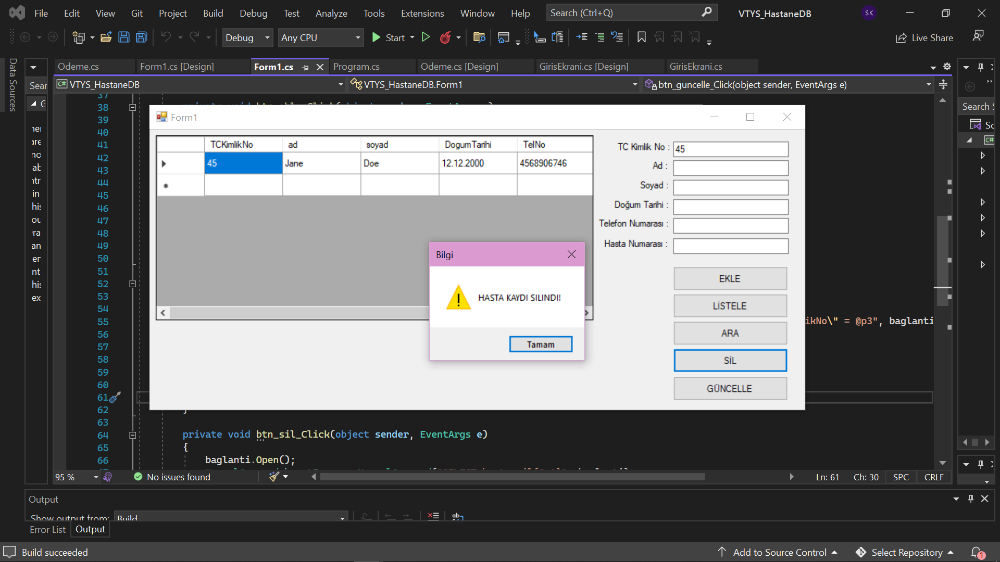 File Edit View Git Project Build Debug Test Analyze Tools Extensions Window Help Search (Ctrl+Q) VTYS_HastaneDB SK
Debug Any CPU Start Live Share
Data Sources
Odeme.cs Form1.cs [Design] Form1.cs Program.cs Odeme.cs [Design] GirisEkrani.cs [Design] GirisEkrani.cs
Sear VTYS_HastaneDB VTYS_HastaneDB.Form1 btn_guncelle_Click(object sender, EventArgs e)
Search S
37
38
39
40
41
42
43
44
45
46
47
48
49
50
51
52
53
54
55
56
57
58
59
60
61
62
63
64
65
66
Form1
TCKimlikNo ad soyad DogumTarihi TelNo
45 Jane Doe 12.12.2000 4568906746
TC Kimlik No : 45
Ad :
Soyad :
Doğum Tarihi :
Telefon Numarası :
Hasta Numarası :
EKLE
LİSTELE
ARA
SİL
GÜNCELLE
Bilgi
HASTA KAYDI SILINDI!
Tamam
ikNo\" = @p3", baglanti
}
private void btn_sil_Click(object sender, EventArgs e)
{
baglanti.Open();
95 % No issues found Ln: 61 Ch: 30 SPC CRLF
Output
Show output from: Build
Error List Output
Build succeeded Add to Source Control Select Repository 1